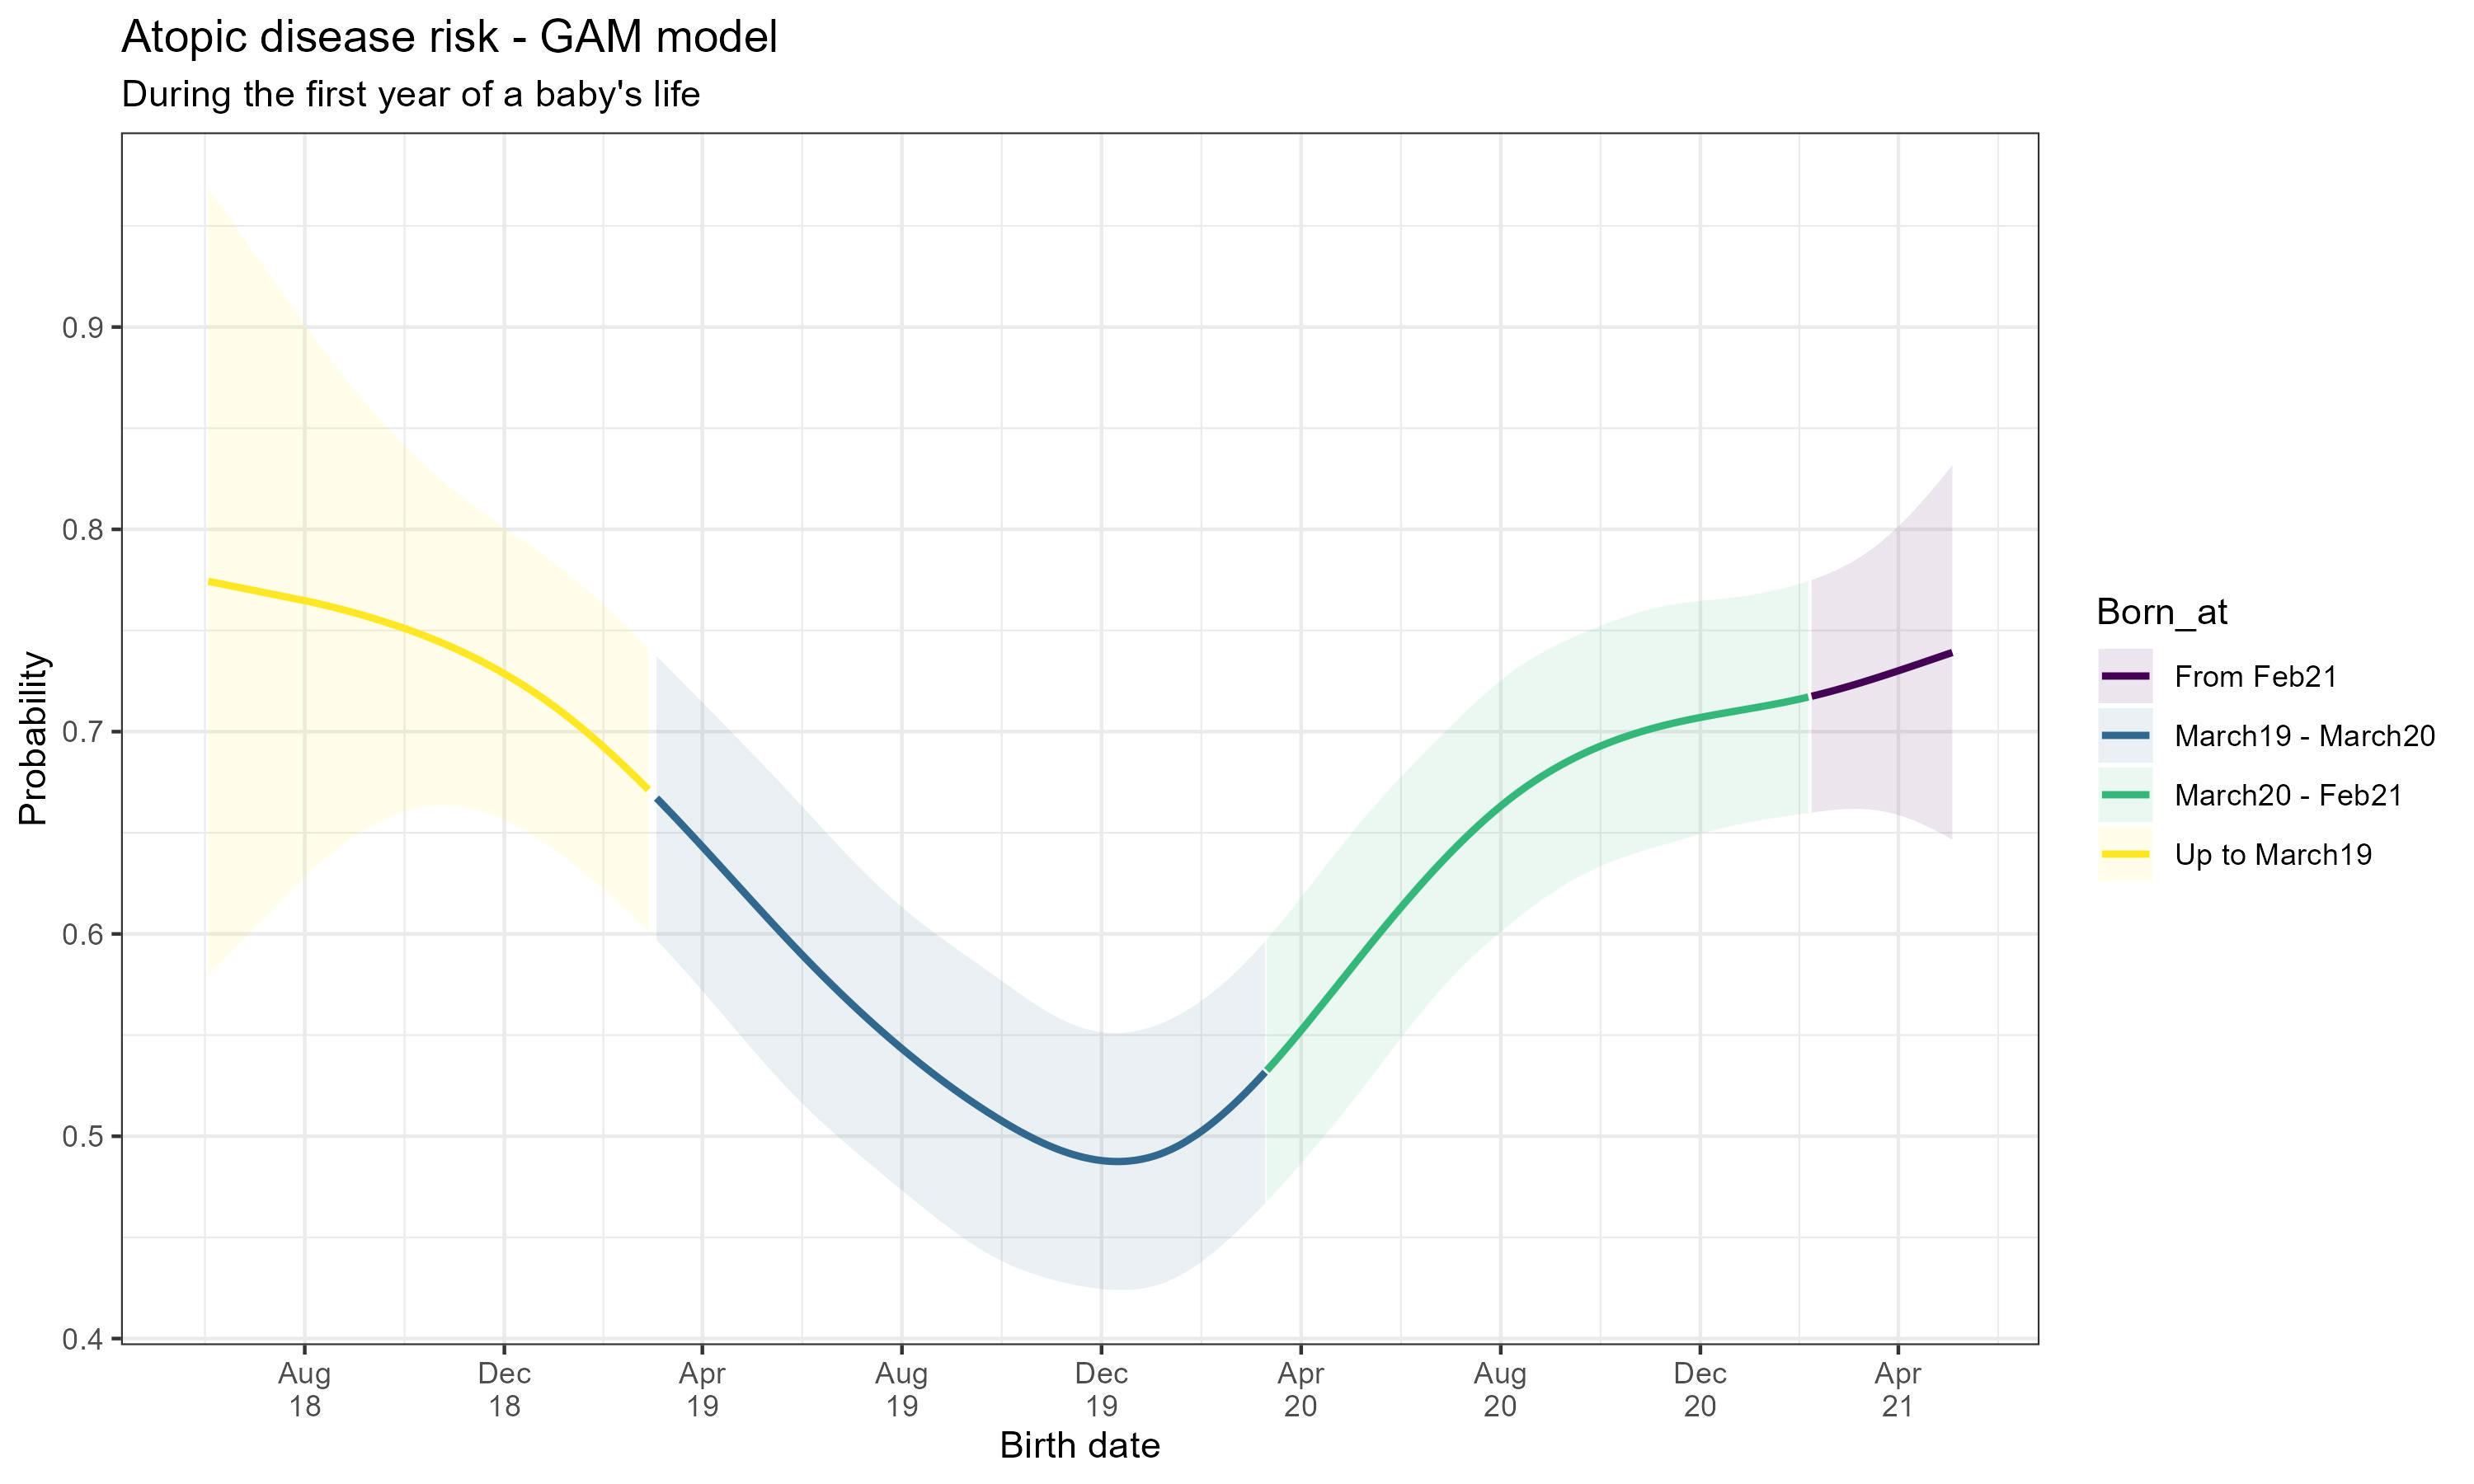 Atopic disease risk - GAM model
During the first year of a baby's life
Probability
0.9
0.8
0.7
0.6
0.5
0.4
Aug
18
Dec
18
Apr
19
Aug
19
Dec
19
Apr
20
Aug
20
Dec
20
Apr
21
Birth date
Born_at
From Feb21
March19 - March20
March20 - Feb21
Up to March19